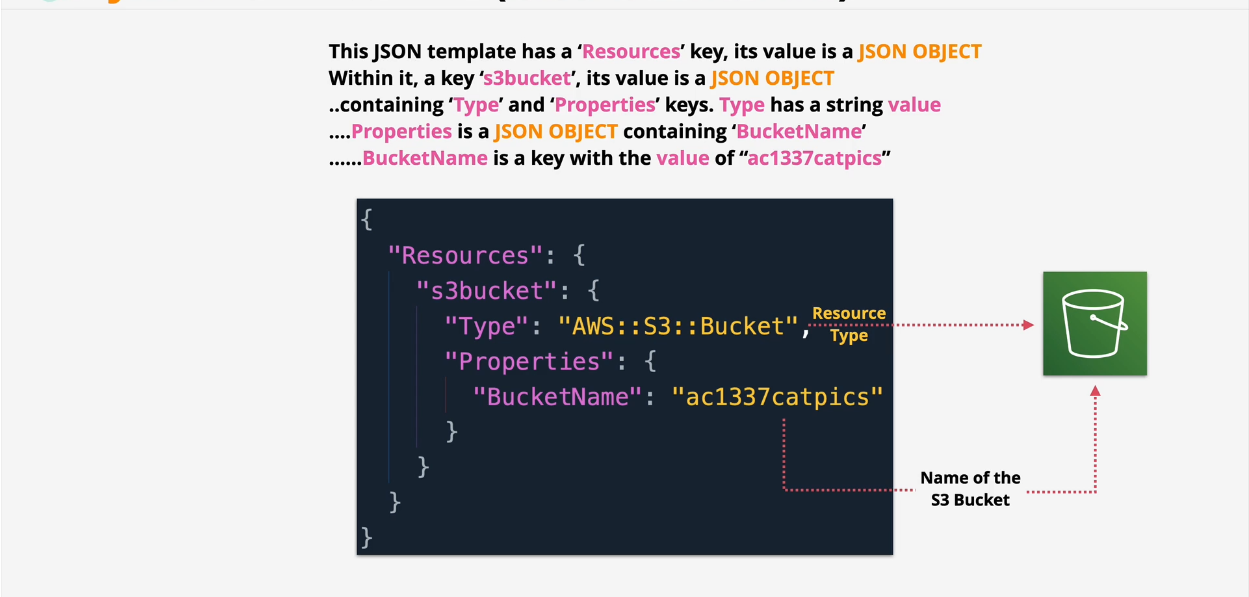 This JSON template has a ‘Resources’ key, its value is a JSON OBJECT
Within it, a key ‘s3bucket’, its value is a JSON OBJECT
..containing ‘Type’ and ‘Properties’ keys. Type has a string value
....Properties is a JSON OBJECT containing ‘BucketName’
......BucketName is a key with the value of “ac1337catpics”
{
"Resources": {
"s3bucket": {
"Type": "AWS::S3::Bucket",
"Properties": {
"BucketName": "ac1337catpics"
}
}
}
}
Resource
Type
Name of the
S3 Bucket